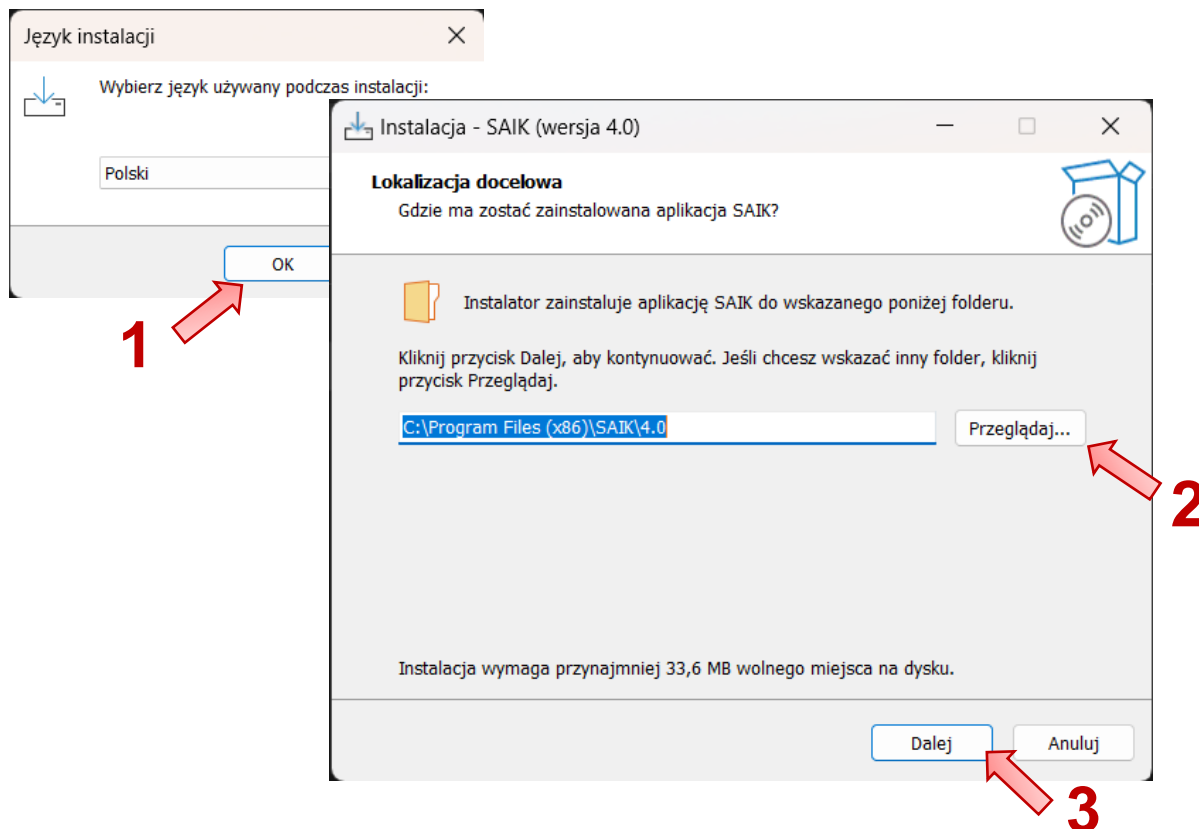 Język instalacji
Wybierz język używany podczas instalacji:
Polski
OK
1
Instalacja - SAIK (wersja 4.0)
Lokalizacja docelowa
Gdzie ma zostać zainstalowana aplikacja SAIK?
Instalator zainstaluje aplikację SAIK do wskazanego poniżej folderu.
Kliknij przycisk Dalej, aby kontynuować. Jeśli chcesz wskazać inny folder, kliknij
przycisk Przeglądaj.
C:\Program Files (x86)\SAIK\4.0
Przeglądaj...
2
Instalacja wymaga przynajmniej 33,6 MB wolnego miejsca na dysku.
Dalej
Anuluj
3